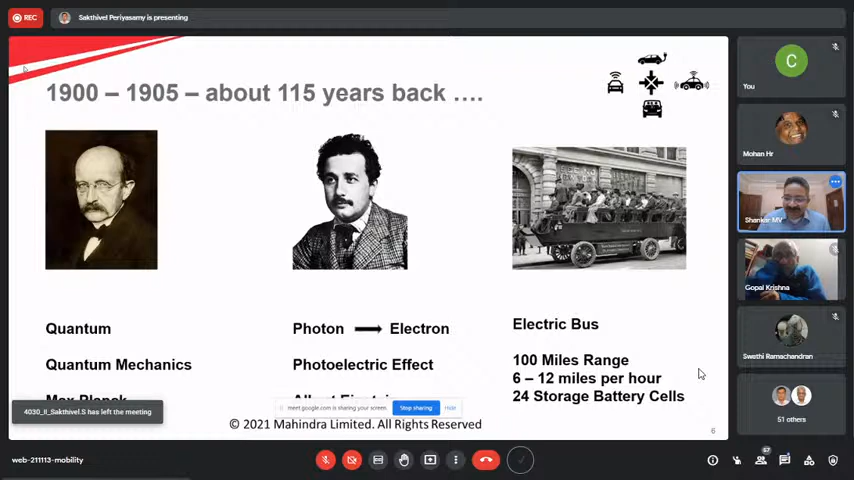 REC
Sakthivel Periyasamy is presenting
1900 – 1905 – about 115 years back ....
Quantum
Quantum Mechanics
Max Planck
Photon Electron
Photoelectric Effect
Albert Einstein
Electric Bus
100 Miles Range
6 – 12 miles per hour
24 Storage Battery Cells
4030_II_Sakthivel.S has left the meeting
meet.google.com is sharing your screen.
Stop sharing
Hide
© 2021 Mahindra Limited. All Rights Reserved
6
C
You
Mohan Hr
Shankar MV
Gopal Krishna
Swethi Ramachandran
51 others
web-211113-mobility
57